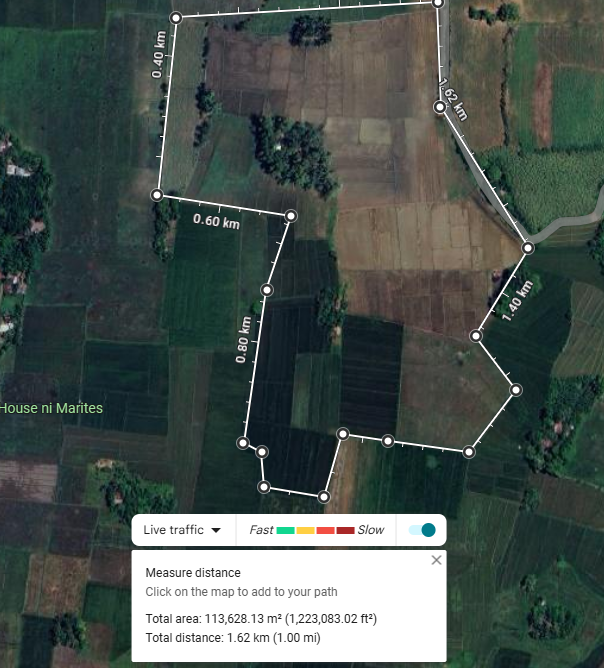 0.40 km
1.62 km
0.60 km
1.40 km
0.80 km
House ni Marites
Live traffic Fast Slow
Measure distance
Click on the map to add to your path
Total area: 113,628.13 m² (1,223,083.02 ft²)
Total distance: 1.62 km (1.00 mi)